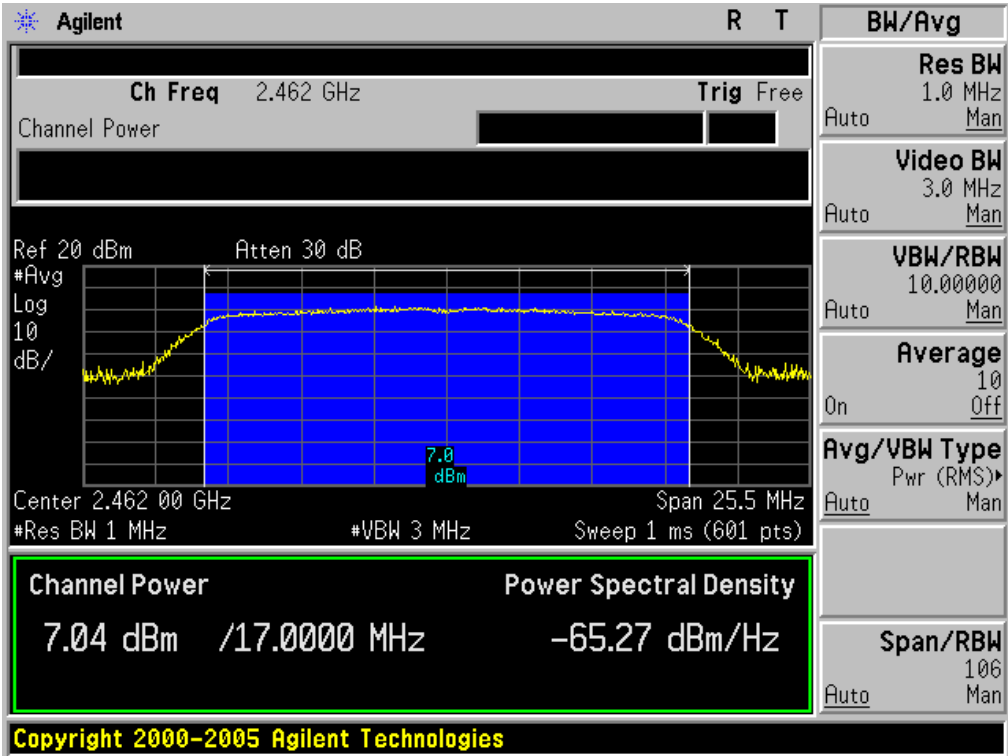 Agilent R T
BW/Avg
Ch Freq 2.462 GHz Trig Free
Channel Power
Ref 20 dBm Atten 30 dB
#Avg
Log
10
dB/
7.0
dBm
Center 2.462 00 GHz Span 25.5 MHz
#Res BW 1 MHz #VBW 3 MHz Sweep 1 ms (601 pts)
Channel Power Power Spectral Density
7.04 dBm /17.0000 MHz -65.27 dBm/Hz
Res BW
1.0 MHz
Auto Man
Video BW
3.0 MHz
Auto Man
VBW/RBW
10.00000
Auto Man
Average
10
On Off
Avg/VBW Type
Pwr (RMS)▸
Auto Man
Span/RBW
106
Auto Man
Copyright 2000-2005 Agilent Technologies